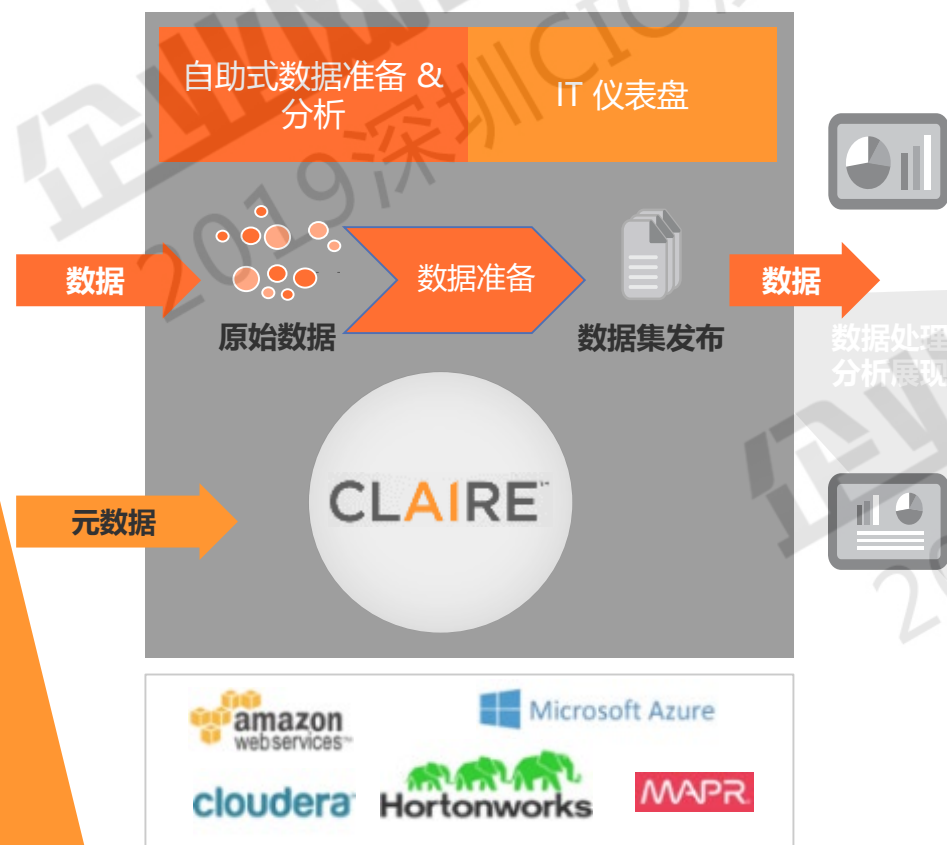 自助式数据准备 &
分析
IT 仪表盘
数据
原始数据
数据准备
数据集发布
数据
数据处理
分析展现
元数据
CLAIRE™
amazon
webservices™
Microsoft Azure
cloudera
Hortonworks
MAPR
2019深圳CIO